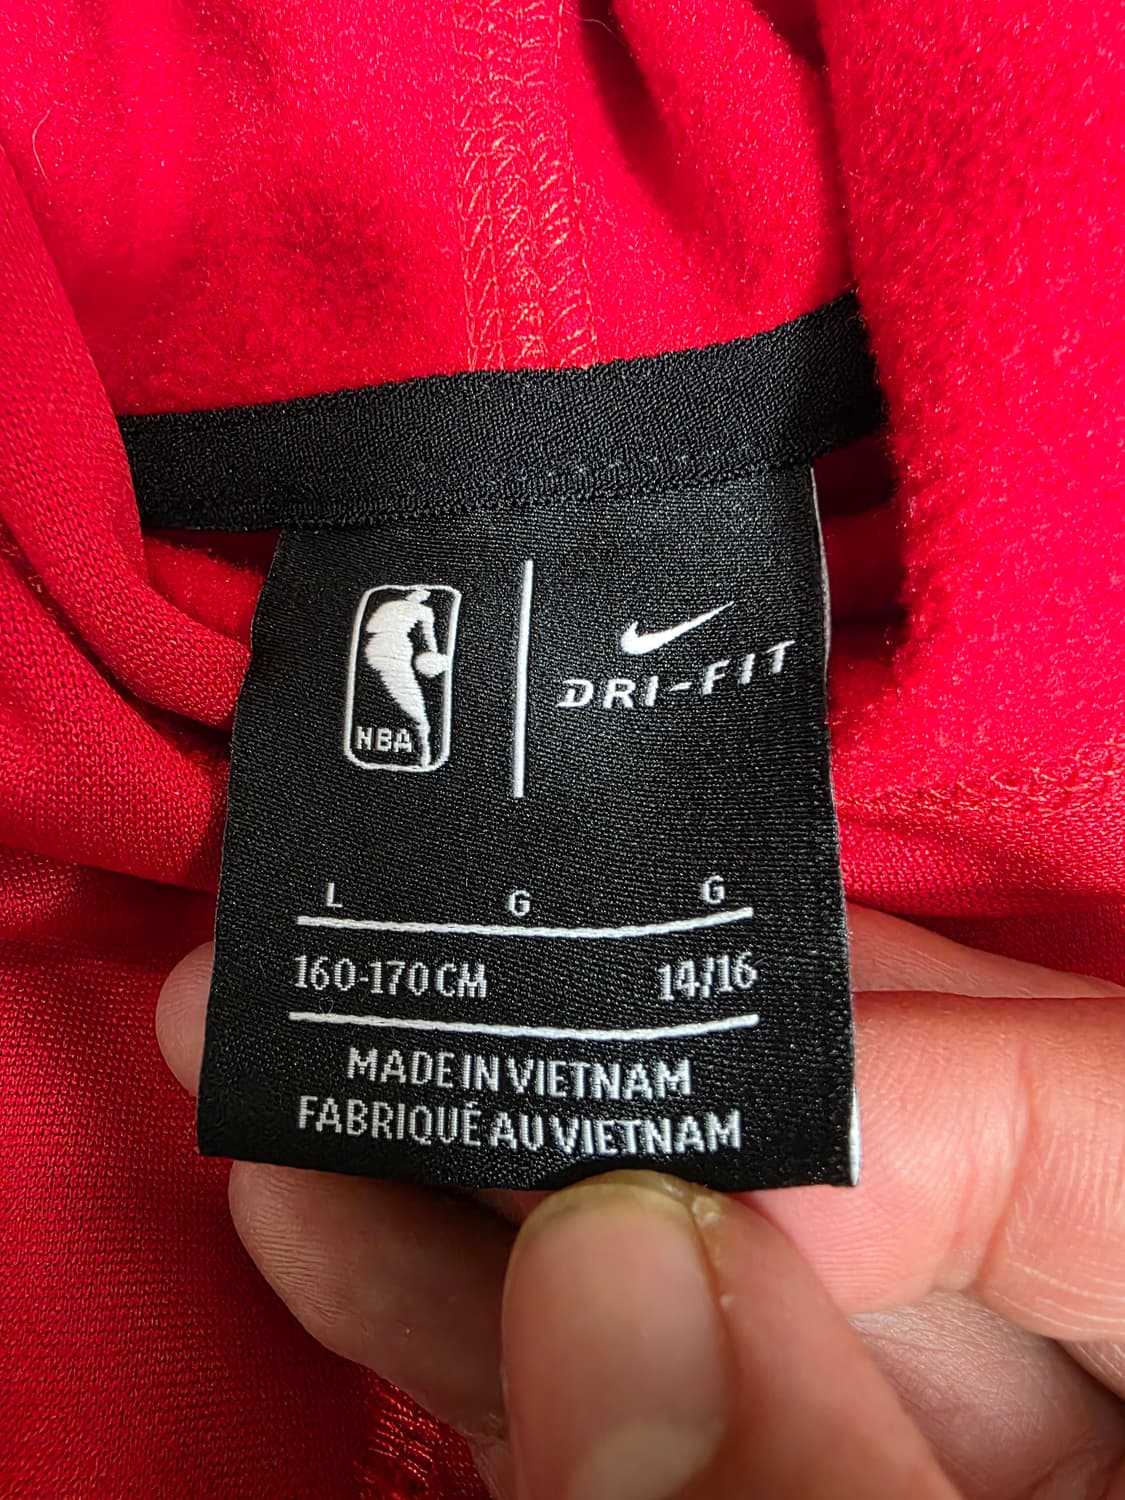 NBA
DRI-FIT
L G G
160-170 CM 14/16
MADE IN VIETNAM
FABRIQUÉ AU VIETNAM